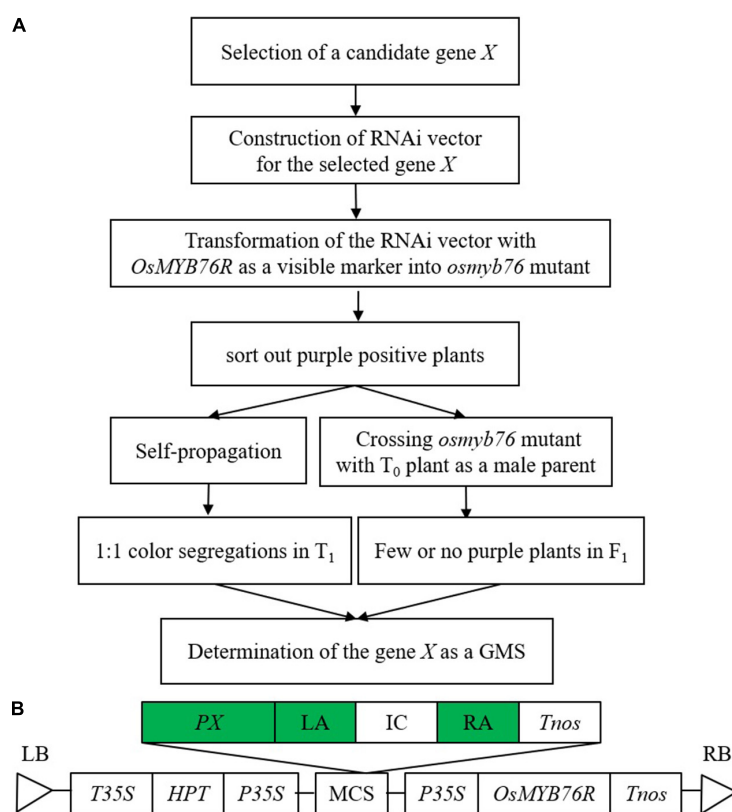 A
Selection of a candidate gene X
Construction of RNAi vector
for the selected gene X
Transformation of the RNAi vector with
OsMYB76R as a visible marker into osmyb76 mutant
sort out purple positive plants
Self-propagation
Crossing osmyb76 mutant
with T0 plant as a male parent
1:1 color segregations in T1
Few or no purple plants in F1
Determination of the gene X as a GMS
B
PX LA IC RA Tnos
LB RB
T35S HPT P35S MCS P35S OsMYB76R Tnos